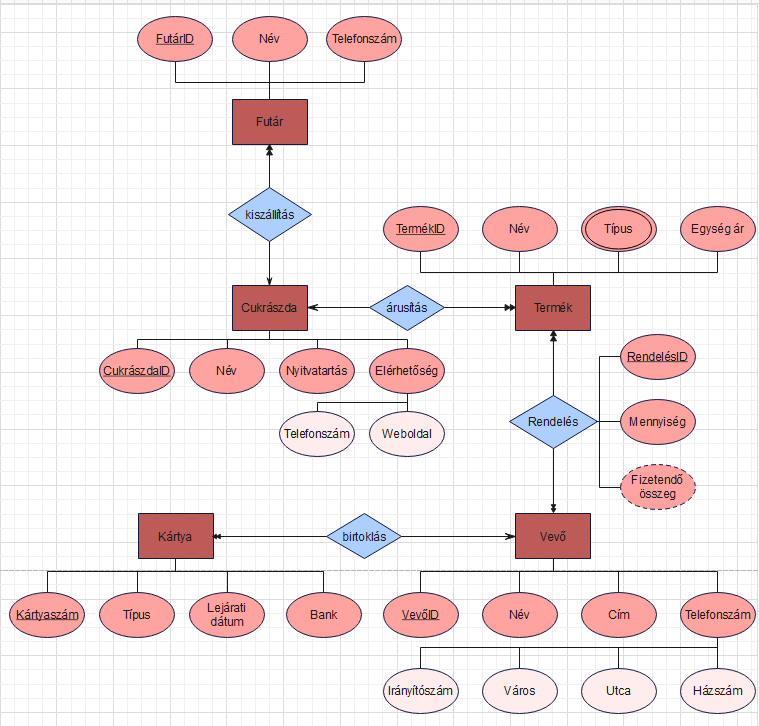 FutárID
Név
Telefonszám
Futár
kiszállítás
TermékID
Név
Típus
Egység ár
Cukrászda
árusítás
Termék
CukrászdaID
Név
Nyitvatartás
Elérhetőség
RendelésID
Telefonszám
Weboldal
Rendelés
Mennyiség
Fizetendő
összeg
Kártya
birtoklás
Vevő
Kártyaszám
Típus
Lejárati
dátum
Bank
VevőID
Név
Cím
Telefonszám
Irányítószám
Város
Utca
Házszám